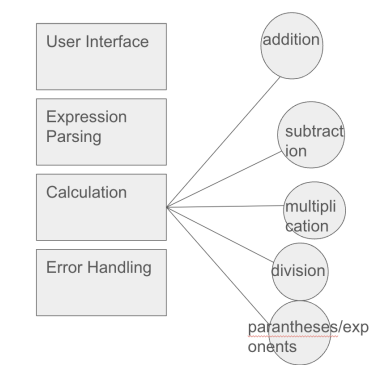 User Interface
Expression
Parsing
Calculation
Error Handling
addition
subtract
ion
multipli
cation
division
parantheses/exp
onents